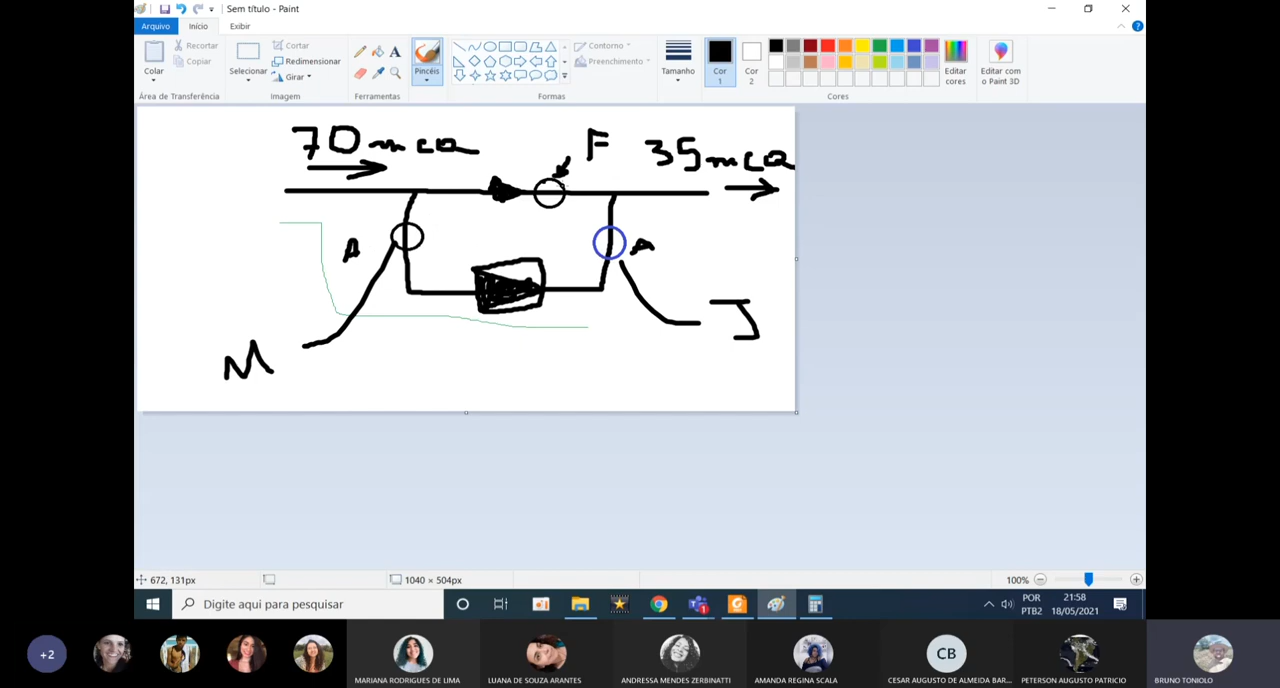 Sem título - Paint
Arquivo Início Exibir
Colar
Recortar
Copiar
Área de Transferência
Selecionar
Cortar
Redimensionar
Girar
Imagem
A
Ferramentas
Pincéis
Formas
Contorno
Preenchimento
Tamanho
Cor 1
Cor 2
Editar cores
Editar com o Paint 3D
Cores
70mca F 35mca
A A
M J
672, 131px 1040 × 504px 100%
Digite aqui para pesquisar
1
POR
PTB2
21:58
18/05/2021
+2
CB
MARIANA RODRIGUES DE LIMA LUANA DE SOUZA ARANTES ANDRESSA MENDES ZERBINATTI AMANDA REGINA SCALA CESAR AUGUSTO DE ALMEIDA BAR... PETERSON AUGUSTO PATRICIO BRUNO TONIOLO